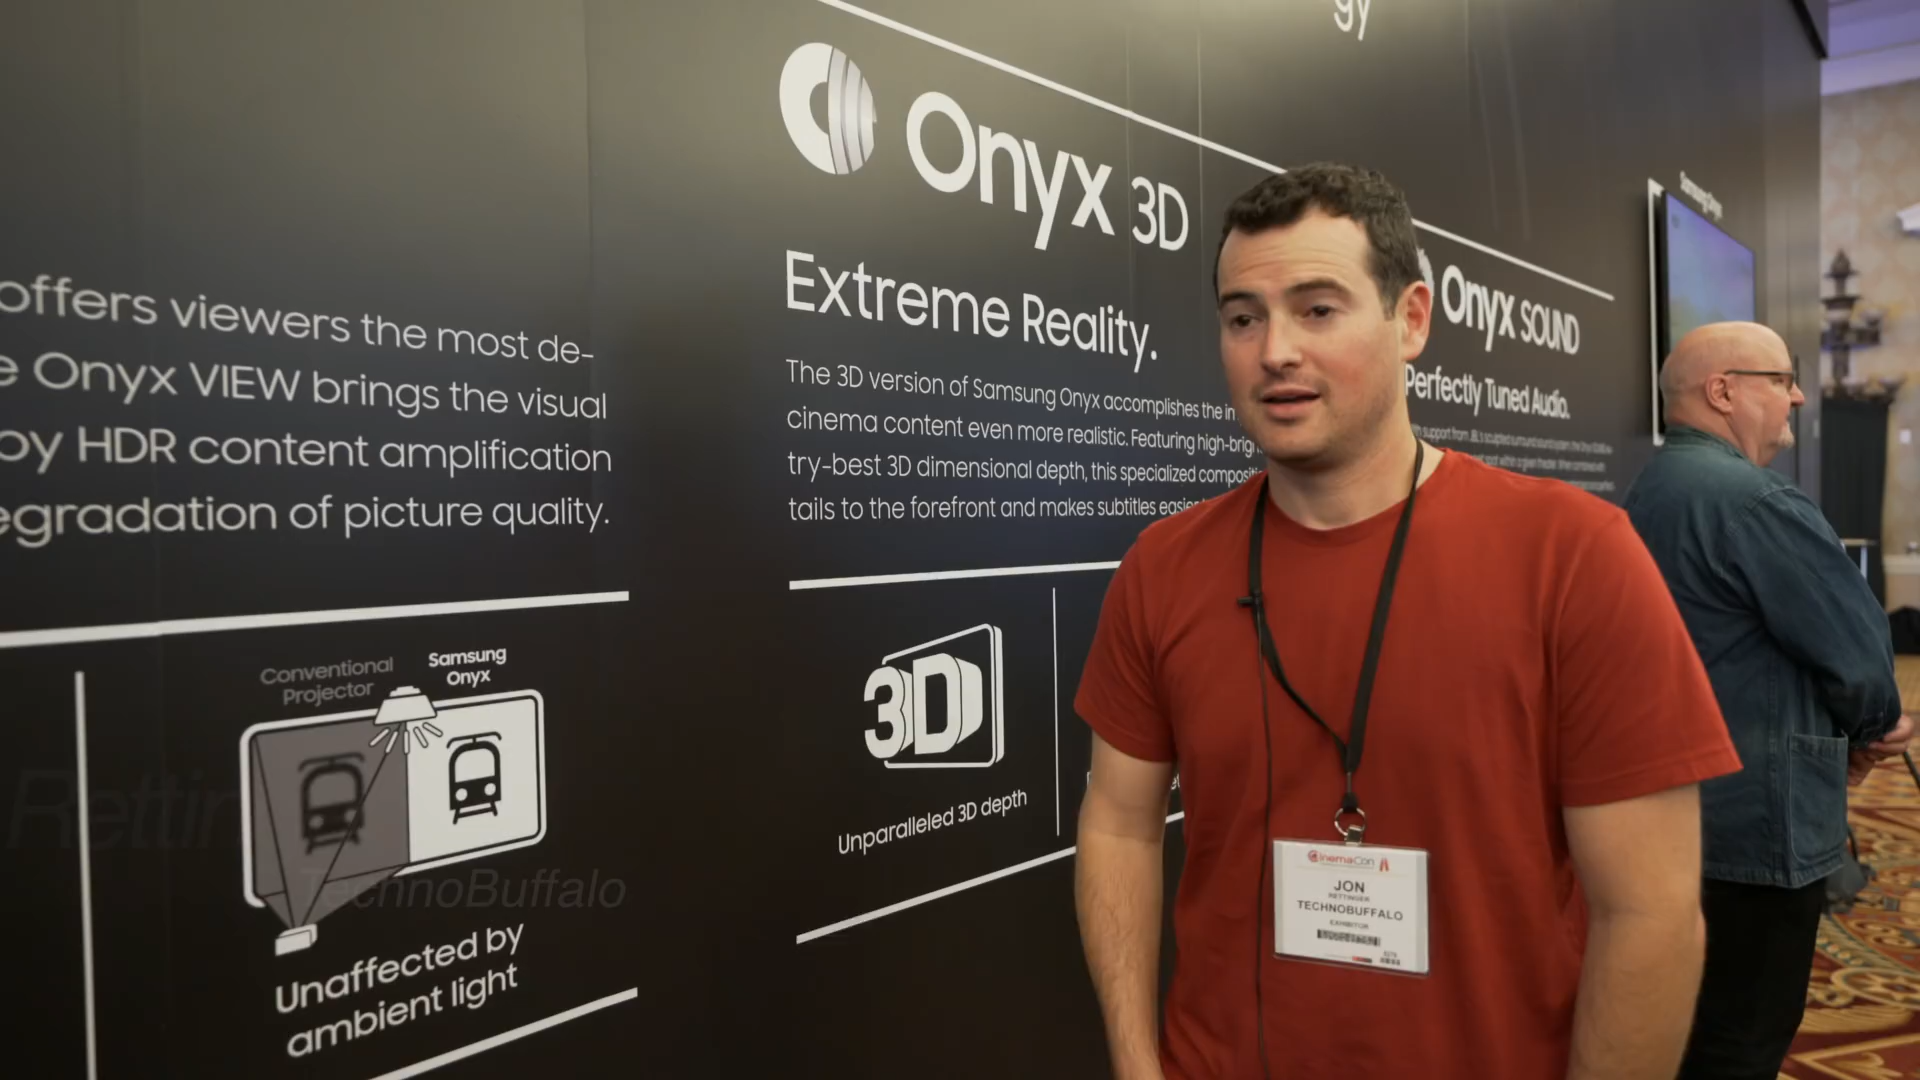 gy
offers viewers the most de-
e Onyx VIEW brings the visual
by HDR content amplification
egradation of picture quality.
Conventional
Projector
Samsung
Onyx
Unaffected by
ambient light
Onyx 3D
Extreme Reality.
The 3D version of Samsung Onyx accomplishes the in
cinema content even more realistic. Featuring high-brig
try-best 3D dimensional depth, this specialized composi
tails to the forefront and makes subtitles easie
3D
Unparalleled 3D depth
Onyx SOUND
Perfectly Tuned Audio.
Samsung Onyx
CinemaCon
JON
RETTINGER
TECHNOBUFFALO
EXHIBITOR
Rettin
TechnoBuffalo